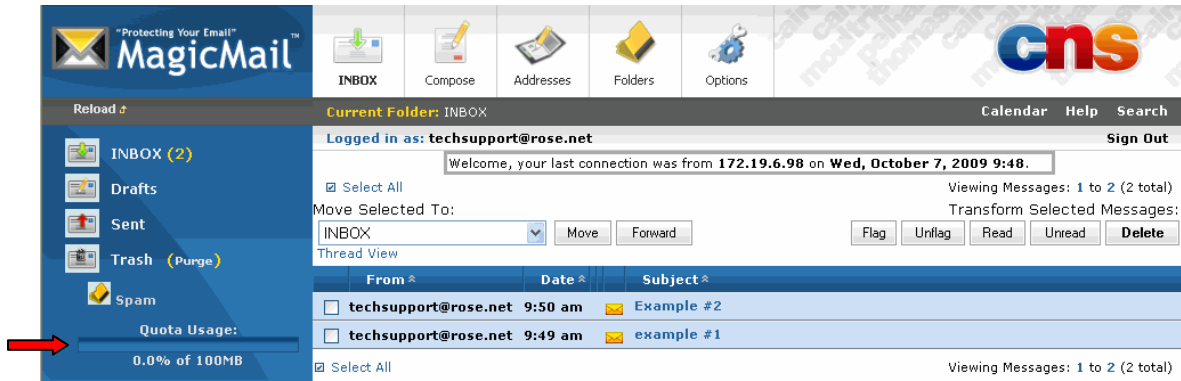 "Protecting Your Email"
MagicMail™
INBOX
Compose
Addresses
Folders
Options
cns
Reload
Current Folder: INBOX
Calendar Help Search
Logged in as: techsupport@rose.net
Sign Out
Welcome, your last connection was from 172.19.6.98 on Wed, October 7, 2009 9:48.
INBOX (2)
Drafts
Sent
Trash (Purge)
Spam
Quota Usage:
0.0% of 100MB
Select All
Viewing Messages: 1 to 2 (2 total)
Move Selected To:
Transform Selected Messages:
INBOX
Move
Forward
Flag
Unflag
Read
Unread
Delete
Thread View
From Date Subject
techsupport@rose.net 9:50 am Example #2
techsupport@rose.net 9:49 am example #1
Select All
Viewing Messages: 1 to 2 (2 total)